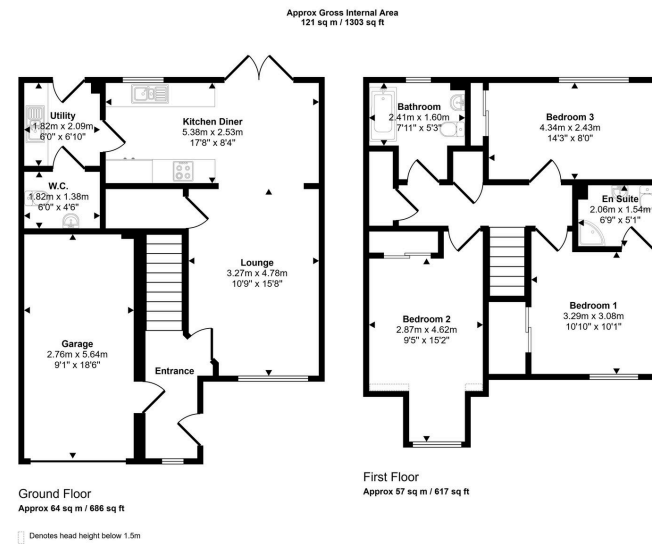 Approx Gross Internal Area
121 sq m / 1303 sq ft
Utility
1.82m x 2.09m
6'0" x 6'10"
Kitchen Diner
5.38m x 2.53m
17'8" x 8'4"
W.C.
1.82m x 1.38m
6'0" x 4'6"
Lounge
3.27m x 4.78m
10'9" x 15'8"
Garage
2.76m x 5.64m
9'1" x 18'6"
Entrance
Ground Floor
Approx 64 sq m / 686 sq ft
Denotes head height below 1.5m
Bathroom
2.41m x 1.60m
7'11" x 5'3"
Bedroom 3
4.34m x 2.43m
14'3" x 8'0"
En Suite
2.06m x 1.54m
6'9" x 5'1"
Bedroom 2
2.87m x 4.62m
9'5" x 15'2"
Bedroom 1
3.29m x 3.08m
10'10" x 10'1"
First Floor
Approx 57 sq m / 617 sq ft